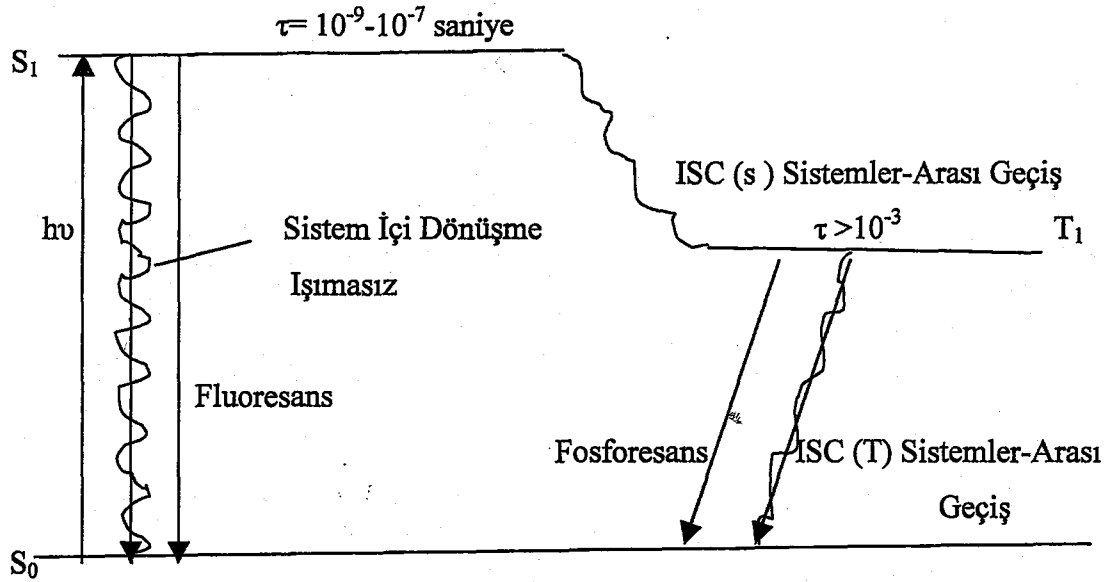 τ= 10⁻⁹-10⁻⁷ saniye
S₁
ISC (s ) Sistemler-Arası Geçiş
hυ
Sistem İçi Dönüşme
Işımasız
τ >10⁻³
T₁
Fluoresans
Fosforesans
ISC (T) Sistemler-Arası
Geçiş
S₀